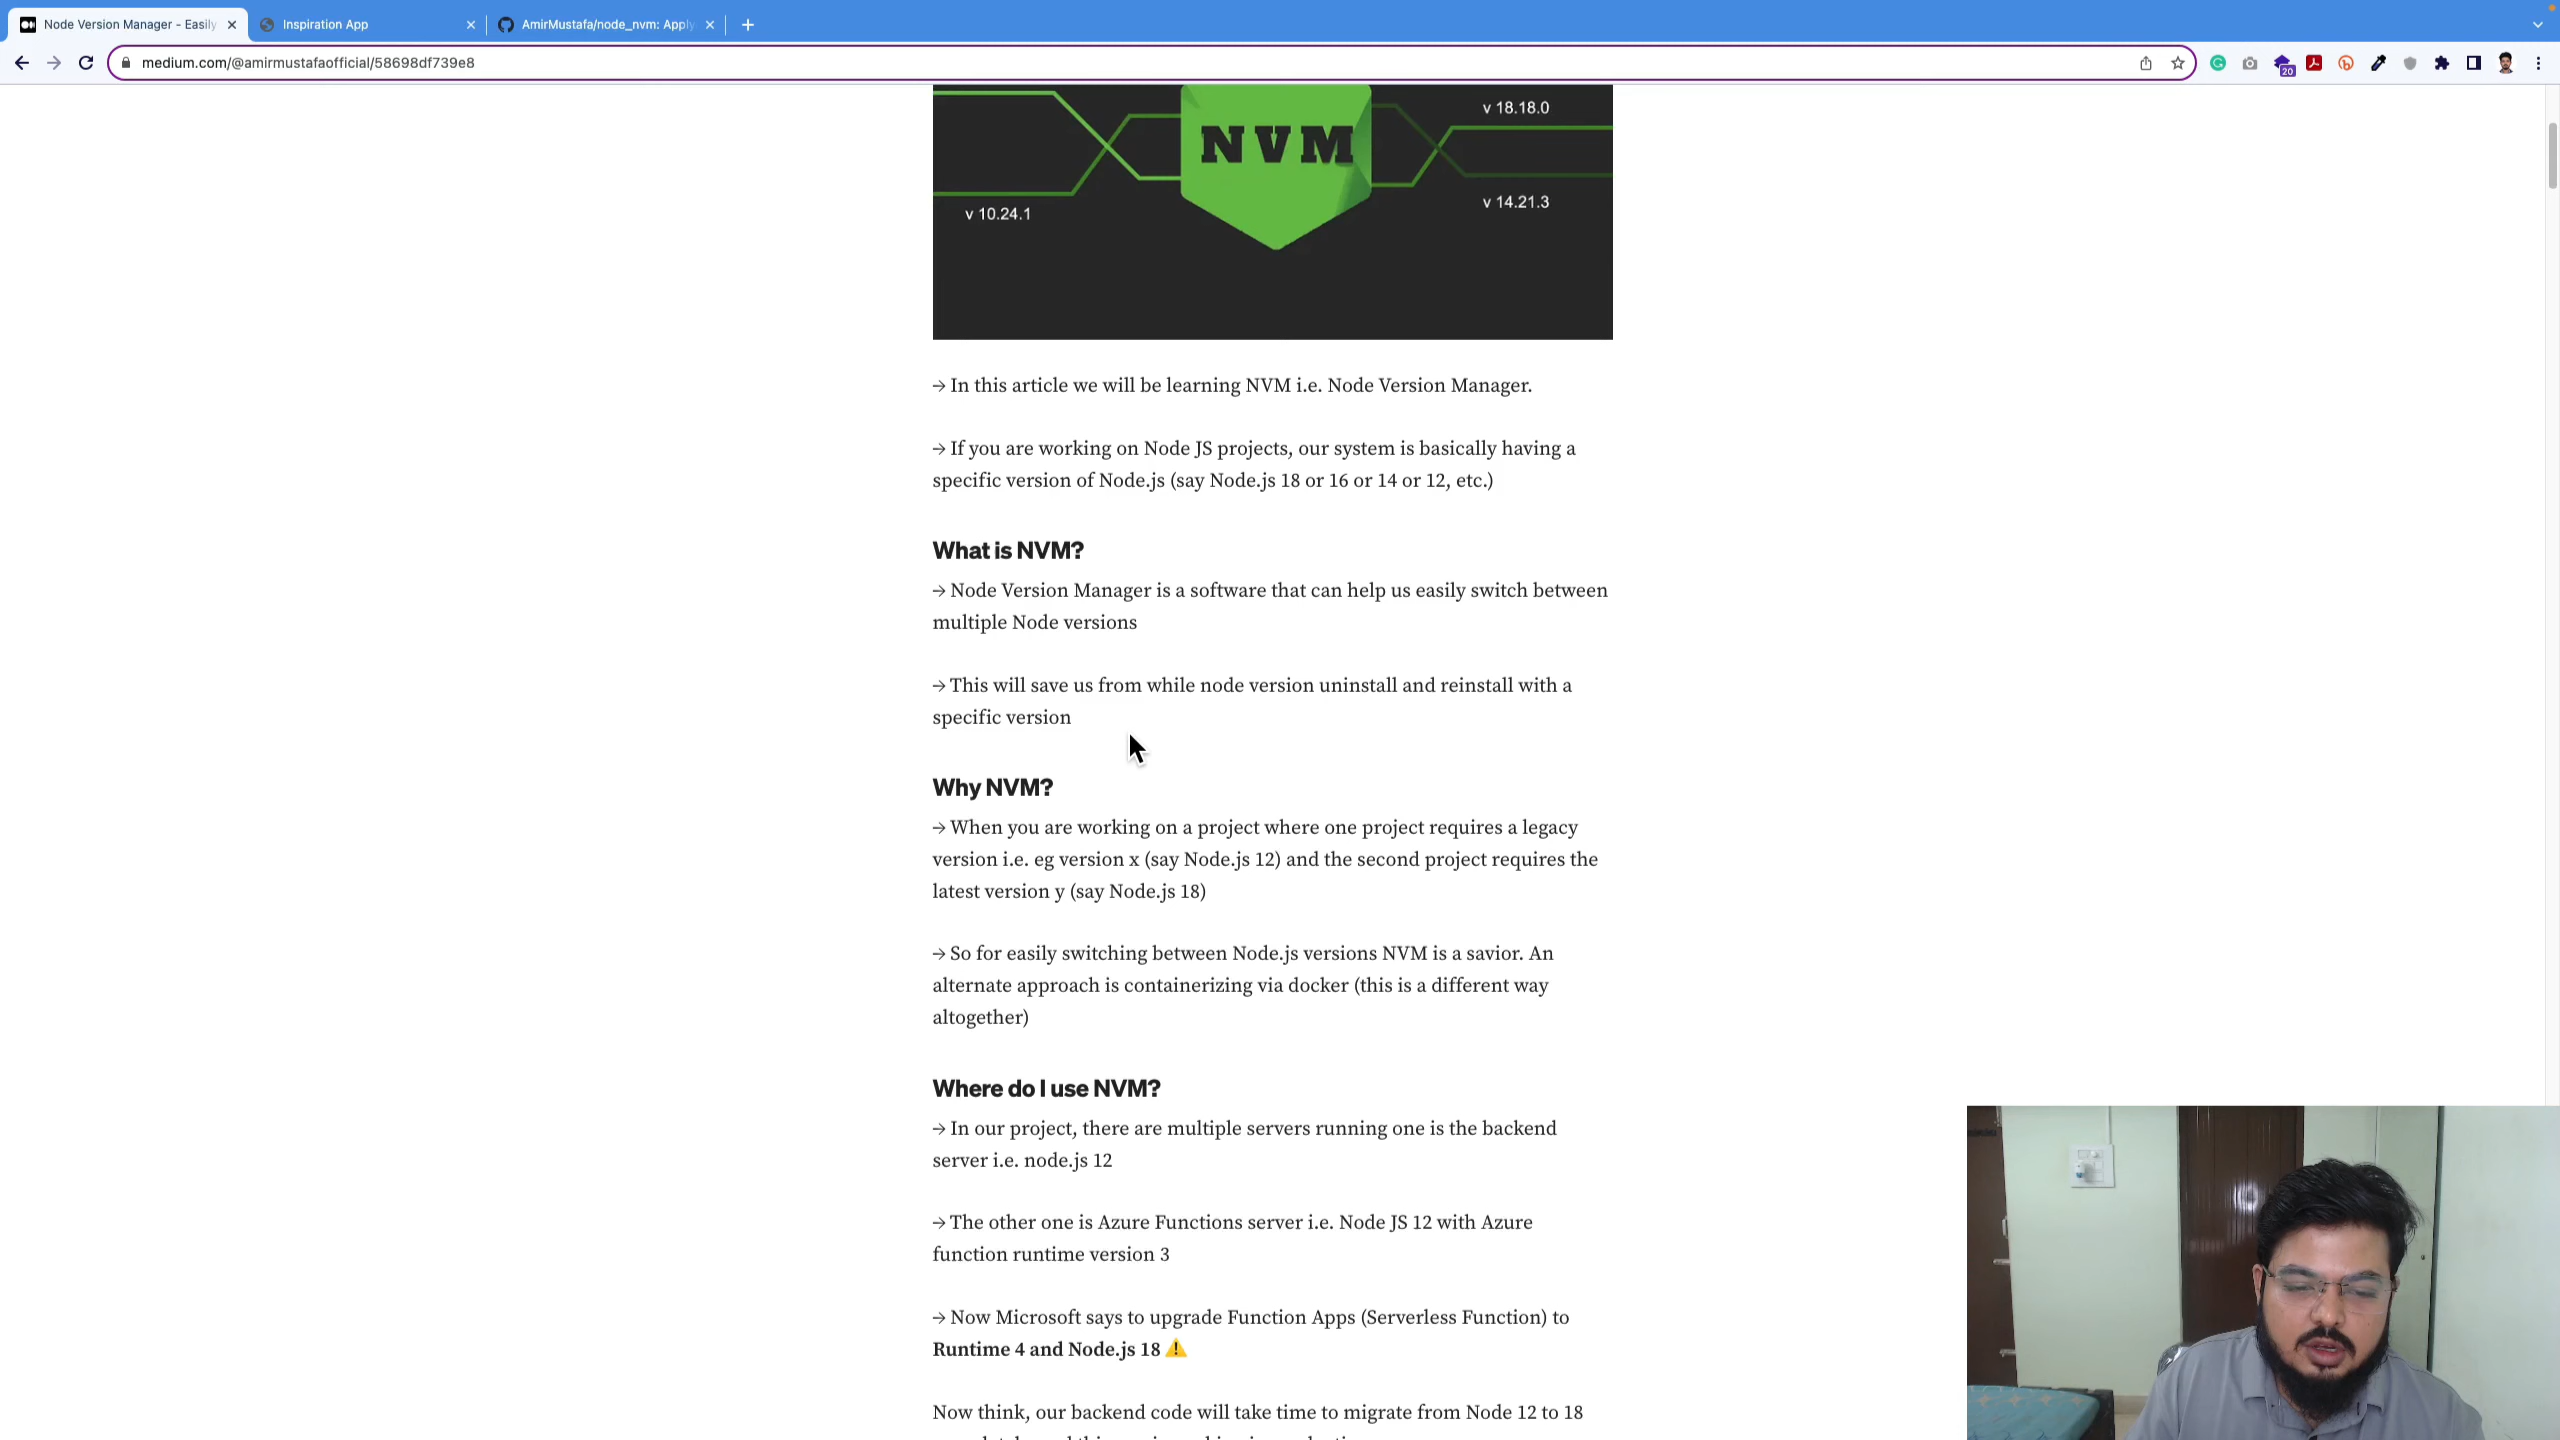 Node Version Manager - Easily
Inspiration App
AmirMustafa/node_nvm: Apply
medium.com/@amirmustafaofficial/58698df739e8
20
v 18.18.0
NVM
v 14.21.3
v 10.24.1
→ In this article we will be learning NVM i.e. Node Version Manager.
→ If you are working on Node JS projects, our system is basically having a
specific version of Node.js (say Node.js 18 or 16 or 14 or 12, etc.)
What is NVM?
→ Node Version Manager is a software that can help us easily switch between
multiple Node versions
→ This will save us from while node version uninstall and reinstall with a
specific version
Why NVM?
→ When you are working on a project where one project requires a legacy
version i.e. eg version x (say Node.js 12) and the second project requires the
latest version y (say Node.js 18)
→ So for easily switching between Node.js versions NVM is a savior. An
alternate approach is containerizing via docker (this is a different way
altogether)
Where do I use NVM?
→ In our project, there are multiple servers running one is the backend
server i.e. node.js 12
→ The other one is Azure Functions server i.e. Node JS 12 with Azure
function runtime version 3
→ Now Microsoft says to upgrade Function Apps (Serverless Function) to
Runtime 4 and Node.js 18 ⚠️
Now think, our backend code will take time to migrate from Node 12 to 18